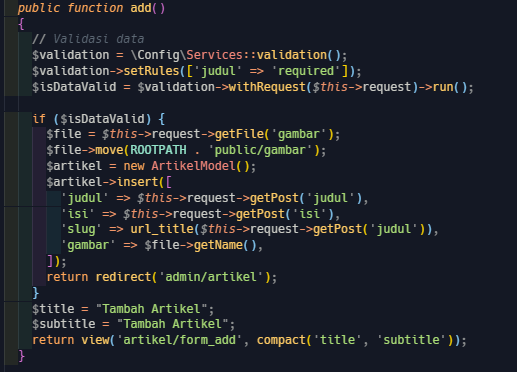 public function add()
{
// Validasi data
$validation = \Config\Services::validation();
$validation->setRules(['judul' => 'required']);
$isDataValid = $validation->withRequest($this->request)->run();
if ($isDataValid) {
$file = $this->request->getFile('gambar');
$file->move(ROOTPATH . 'public/gambar');
$artikel = new ArtikelModel();
$artikel->insert([
'judul' => $this->request->getPost('judul'),
'isi' => $this->request->getPost('isi'),
'slug' => url_title($this->request->getPost('judul')),
'gambar' => $file->getName(),
]);
return redirect('admin/artikel');
}
$title = "Tambah Artikel";
$subtitle = "Tambah Artikel";
return view('artikel/form_add', compact('title', 'subtitle'));
}